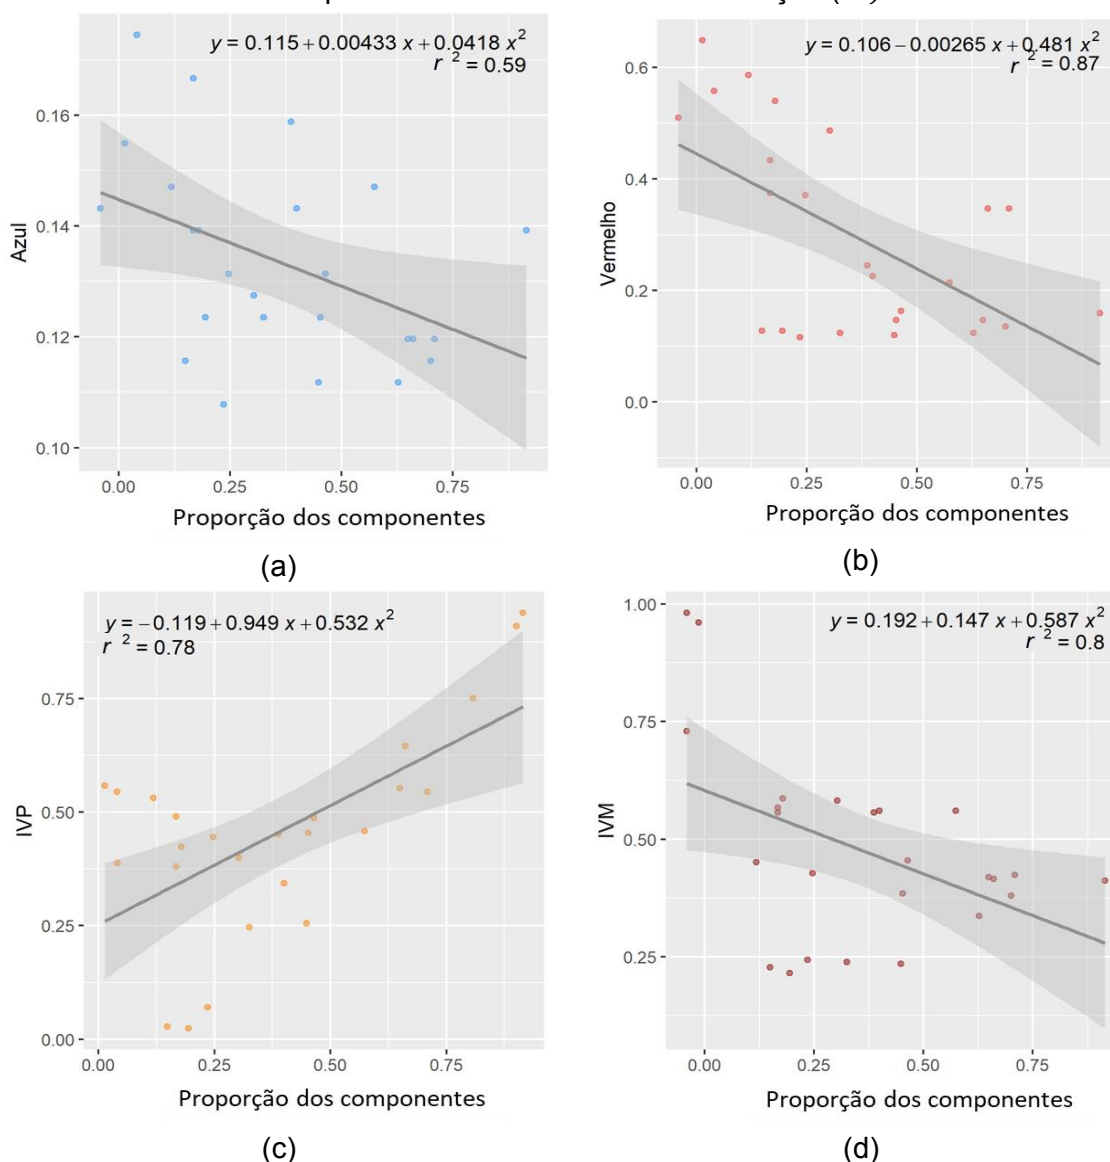 y = 0.115 + 0.00433 x + 0.0418 x²
r ² = 0.59
0.16
0.14
0.12
0.10
Azul
0.00 0.25 0.50 0.75
Proporção dos componentes
(a)
y = 0.106 − 0.00265 x + 0.481 x²
r ² = 0.87
0.6
0.4
0.2
0.0
Vermelho
0.00 0.25 0.50 0.75
Proporção dos componentes
(b)
y = −0.119 + 0.949 x + 0.532 x²
r ² = 0.78
0.75
0.50
0.25
0.00
IVP
0.00 0.25 0.50 0.75
Proporção dos componentes
(c)
y = 0.192 + 0.147 x + 0.587 x²
r ² = 0.8
1.00
0.75
0.50
0.25
IVM
0.00 0.25 0.50 0.75
Proporção dos componentes
(d)